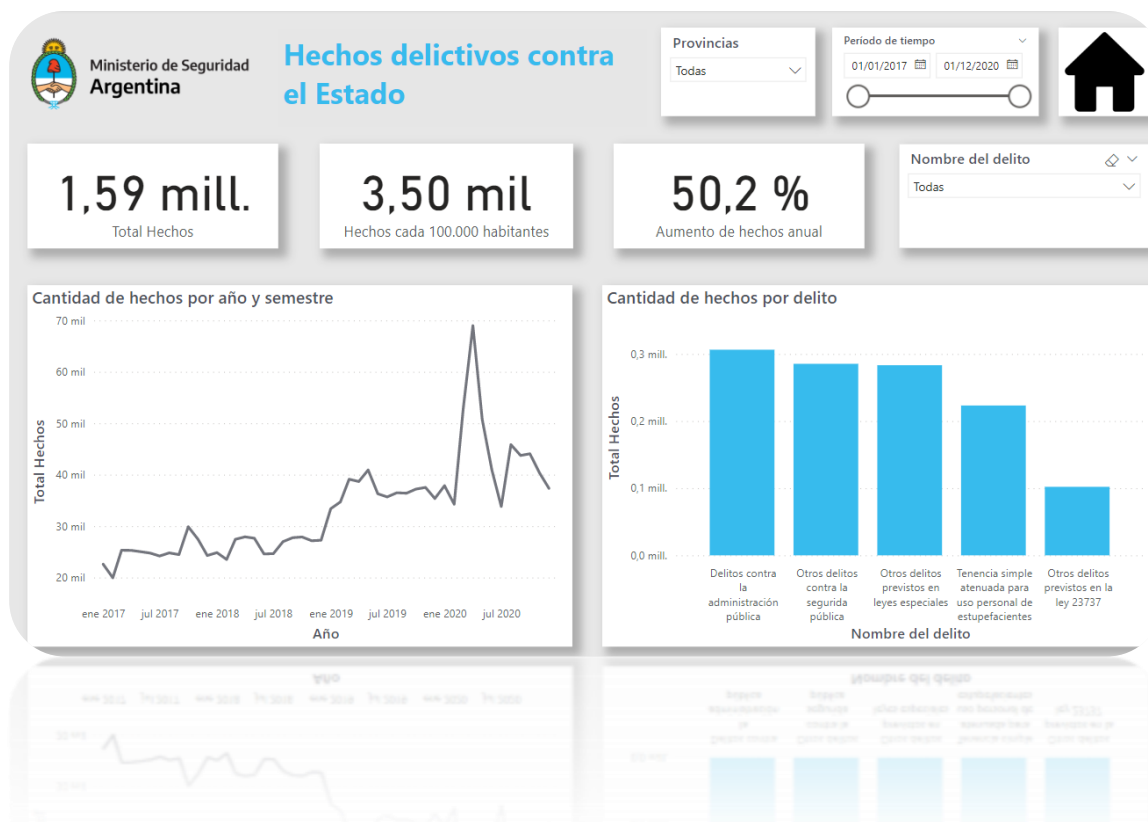 Ministerio de Seguridad
Argentina
Hechos delictivos contra
el Estado
Provincias
Todas
Período de tiempo
01/01/2017
01/12/2020
1,59 mill.
Total Hechos
3,50 mil
Hechos cada 100.000 habitantes
50,2 %
Aumento de hechos anual
Nombre del delito
Todas
Cantidad de hechos por año y semestre
70 mil
60 mil
50 mil
40 mil
30 mil
20 mil
Total Hechos
ene 2017
jul 2017
ene 2018
jul 2018
ene 2019
jul 2019
ene 2020
jul 2020
Año
Cantidad de hechos por delito
0,3 mill.
0,2 mill.
0,1 mill.
0,0 mill.
Total Hechos
Delitos contra
la
administración
pública
Otros delitos
contra la
segurida
pública
Otros delitos
previstos en
leyes especiales
Tenencia simple
atenuada para
uso personal de
estupefacientes
Otros delitos
previstos en la
ley 23737
Nombre del delito